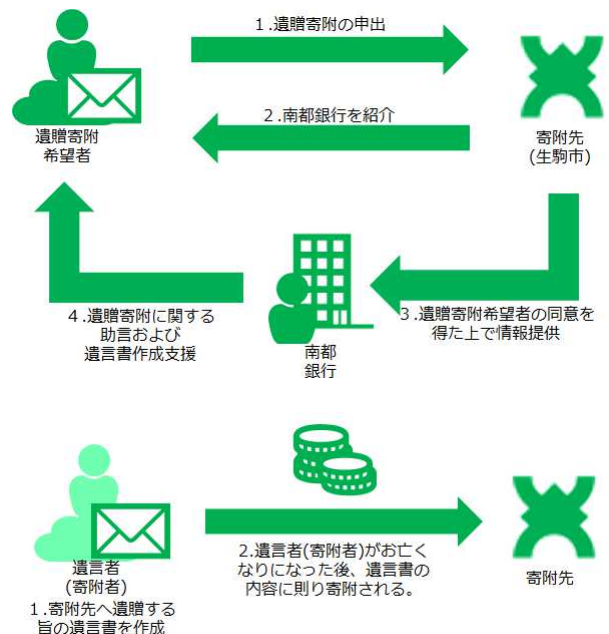 1.遺贈寄附の申出
2.南都銀行を紹介
遺贈寄附
希望者
寄附先
(生駒市)
3.遺贈寄附希望者の同意を
得た上で情報提供
4.遺贈寄附に関する
助言および
遺言書作成支援
南都
銀行
遺言者
(寄附者)
1.寄附先へ遺贈する
旨の遺言書を作成
2.遺言者(寄附者)がお亡く
なりになった後、遺言書の
内容に則り寄附される。
寄附先